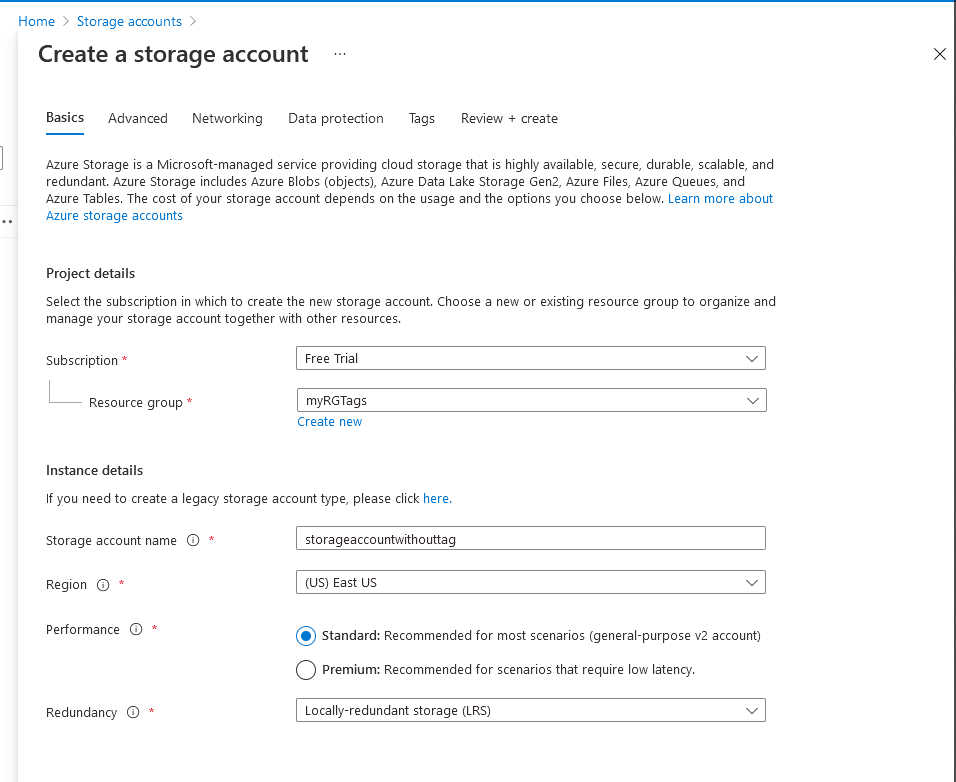 Home > Storage accounts >
Create a storage account ...
Basics Advanced Networking Data protection Tags Review + create
Azure Storage is a Microsoft-managed service providing cloud storage that is highly available, secure, durable, scalable, and
redundant. Azure Storage includes Azure Blobs (objects), Azure Data Lake Storage Gen2, Azure Files, Azure Queues, and
Azure Tables. The cost of your storage account depends on the usage and the options you choose below. Learn more about
Azure storage accounts
Project details
Select the subscription in which to create the new storage account. Choose a new or existing resource group to organize and
manage your storage account together with other resources.
Subscription * Free Trial
Resource group * myRGTags
Create new
Instance details
If you need to create a legacy storage account type, please click here.
Storage account name * storageaccountwithouttag
Region * (US) East US
Performance * Standard: Recommended for most scenarios (general-purpose v2 account)
Premium: Recommended for scenarios that require low latency.
Redundancy * Locally-redundant storage (LRS)